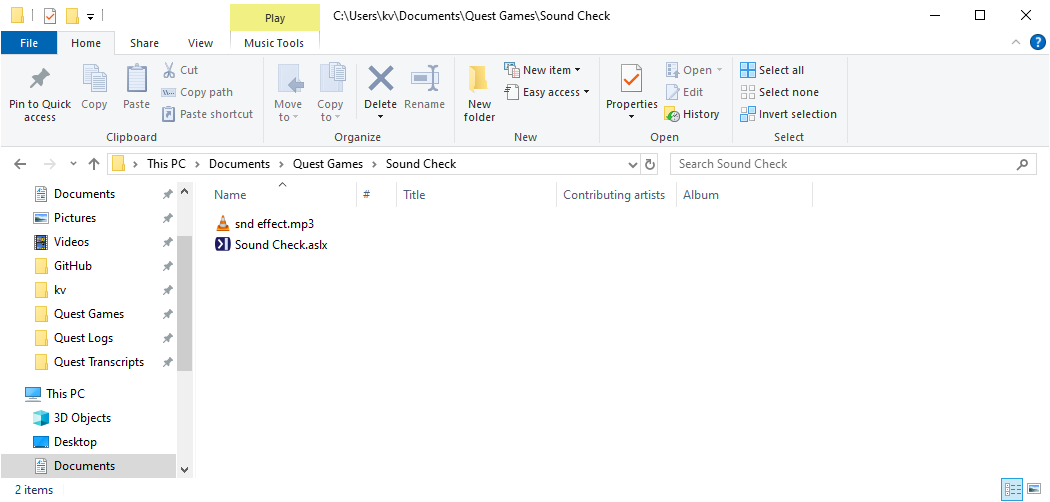 Play
C:\Users\kv\Documents\Quest Games\Sound Check
File Home Share View Music Tools
Pin to Quick access
Copy
Paste
Cut
Copy path
Paste shortcut
Clipboard
Move to
Copy to
Delete
Rename
Organize
New folder
New item
Easy access
New
Properties
Open
Edit
History
Open
Select all
Select none
Invert selection
Select
This PC > Documents > Quest Games > Sound Check
Search Sound Check
Documents
Pictures
Videos
GitHub
kv
Quest Games
Quest Logs
Quest Transcripts
This PC
3D Objects
Desktop
Documents
Name # Title Contributing artists Album
snd effect.mp3
Sound Check.aslx
2 items